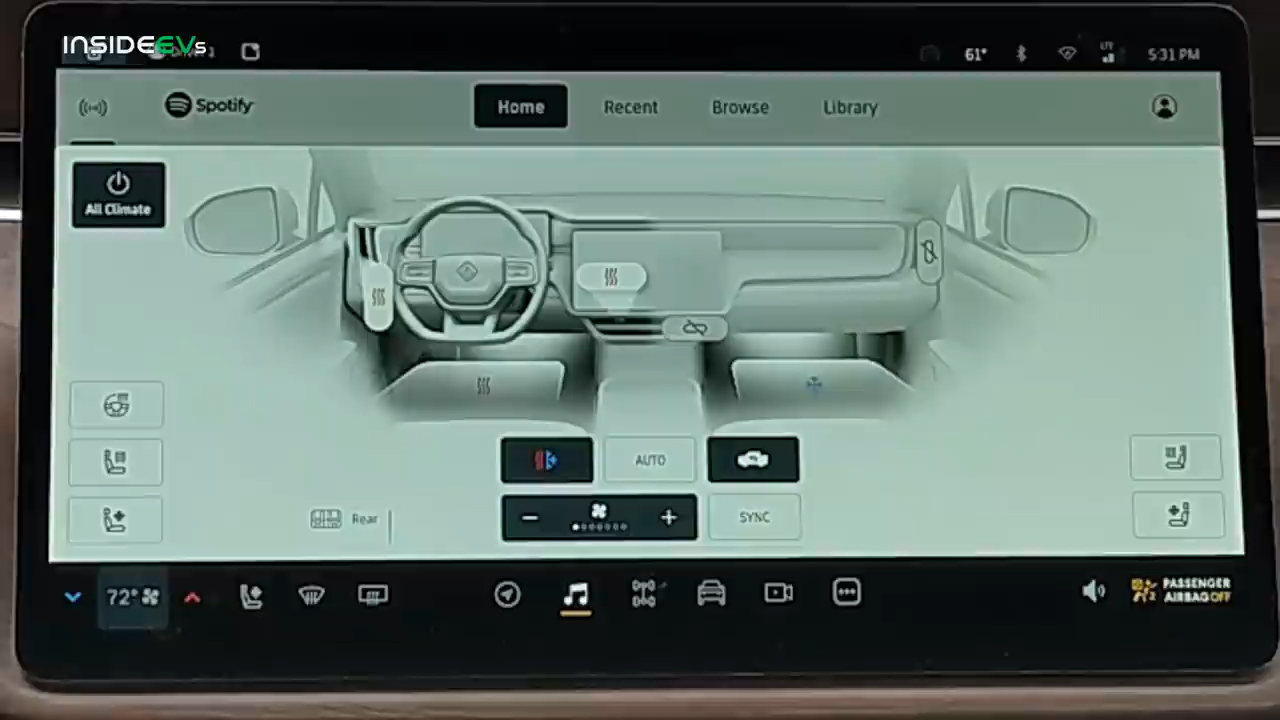 INSIDEEVs
61°
LTE
5:31 PM
Spotify
Home
Recent
Browse
Library
All Climate
AUTO
Rear
SYNC
72°
PASSENGER
AIRBAG OFF